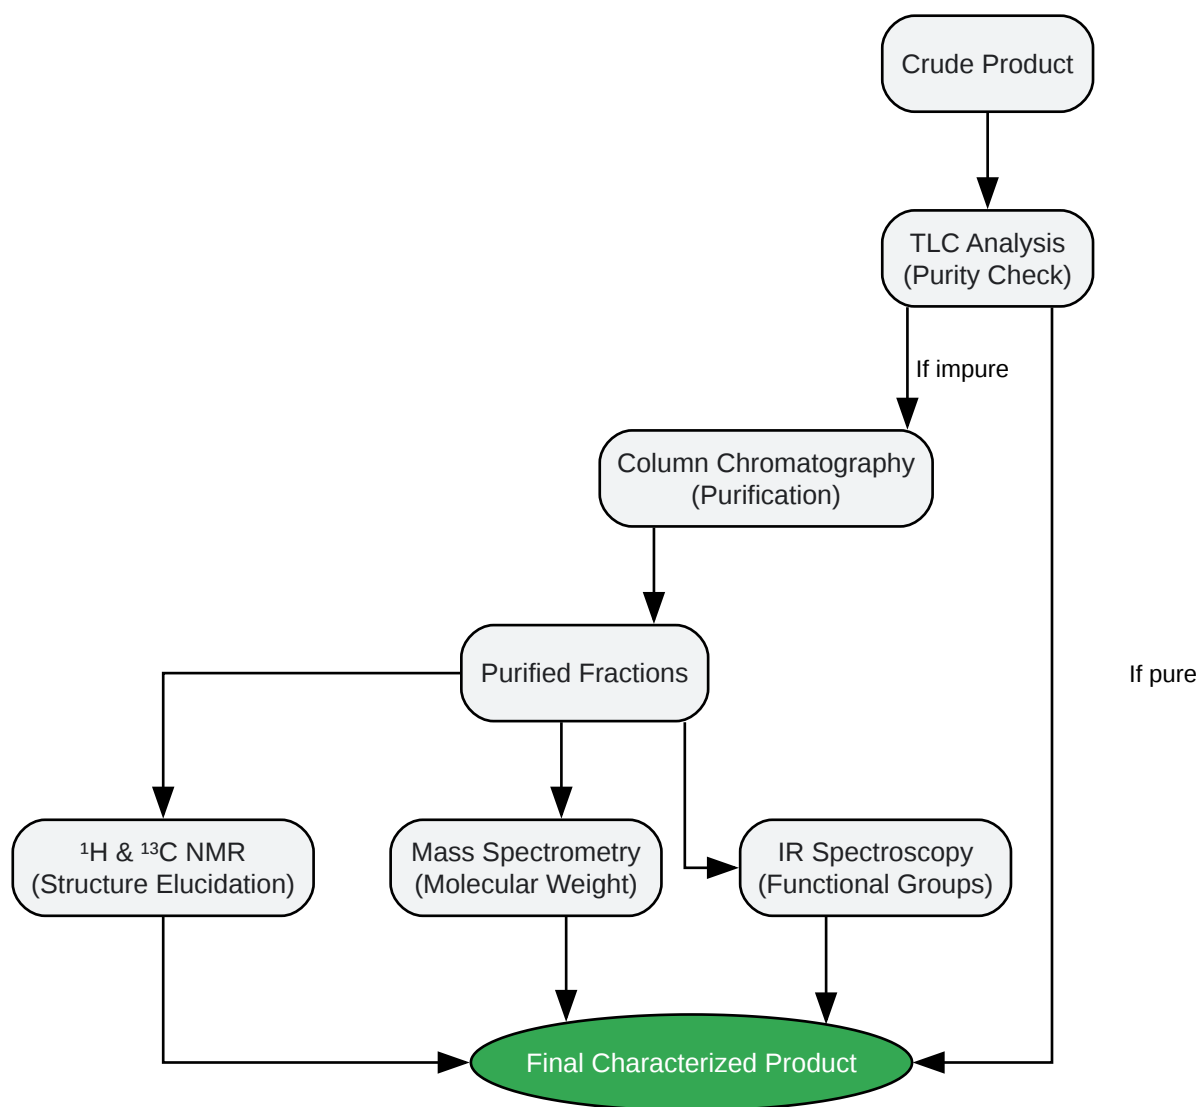 Crude Product
TLC Analysis
(Purity Check)
If impure
Column Chromatography
(Purification)
Purified Fractions
If pure
¹H & ¹³C NMR
(Structure Elucidation)
Mass Spectrometry
(Molecular Weight)
IR Spectroscopy
(Functional Groups)
Final Characterized Product